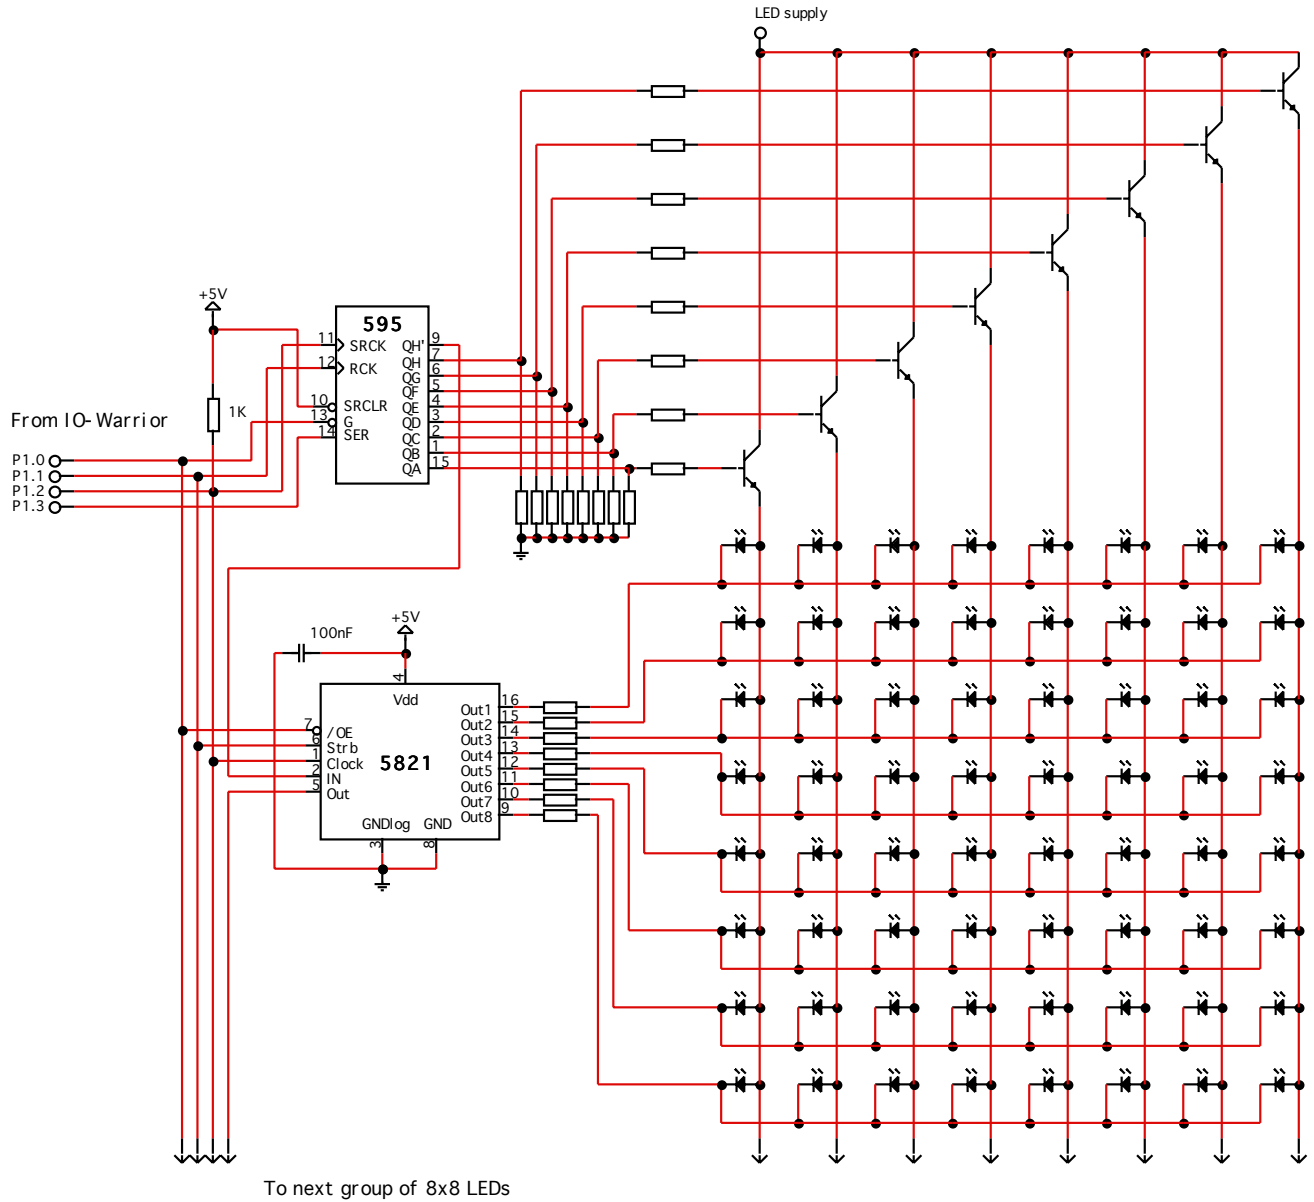 LED supply
+5V
1K
From IO-Warrior
P1.0
P1.1
P1.2
P1.3
595
11 SRCK
12 RCK
10 SRCLR
13 G
14 SER
QH' 9
QH 7
QG 6
QF 5
QE 4
QD 3
QC 2
QB 1
QA 15
+5V
100nF
4
Vdd
5821
7 /OE
6 Strb
1 Clock
2 IN
5 Out
Out1 16
Out2 15
Out3 14
Out4 13
Out5 12
Out6 11
Out7 10
Out8 9
GNDlog GND
3 8
To next group of 8x8 LEDs